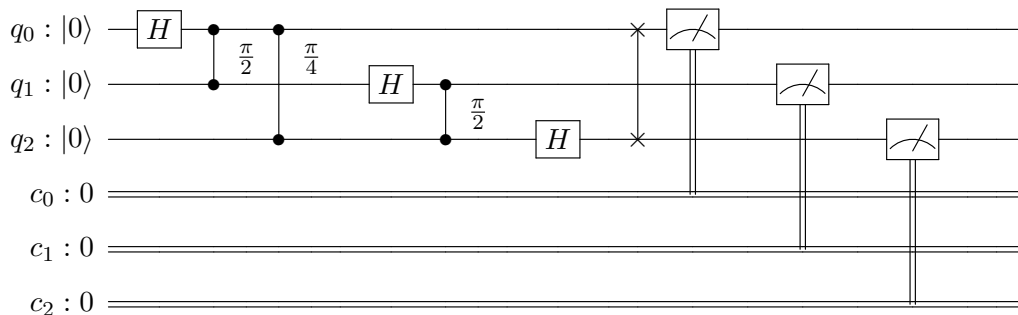 q₀ : |0⟩ H π/2 π/4
q₁ : |0⟩ H π/2
q₂ : |0⟩ H
c₀ : 0
c₁ : 0
c₂ : 0